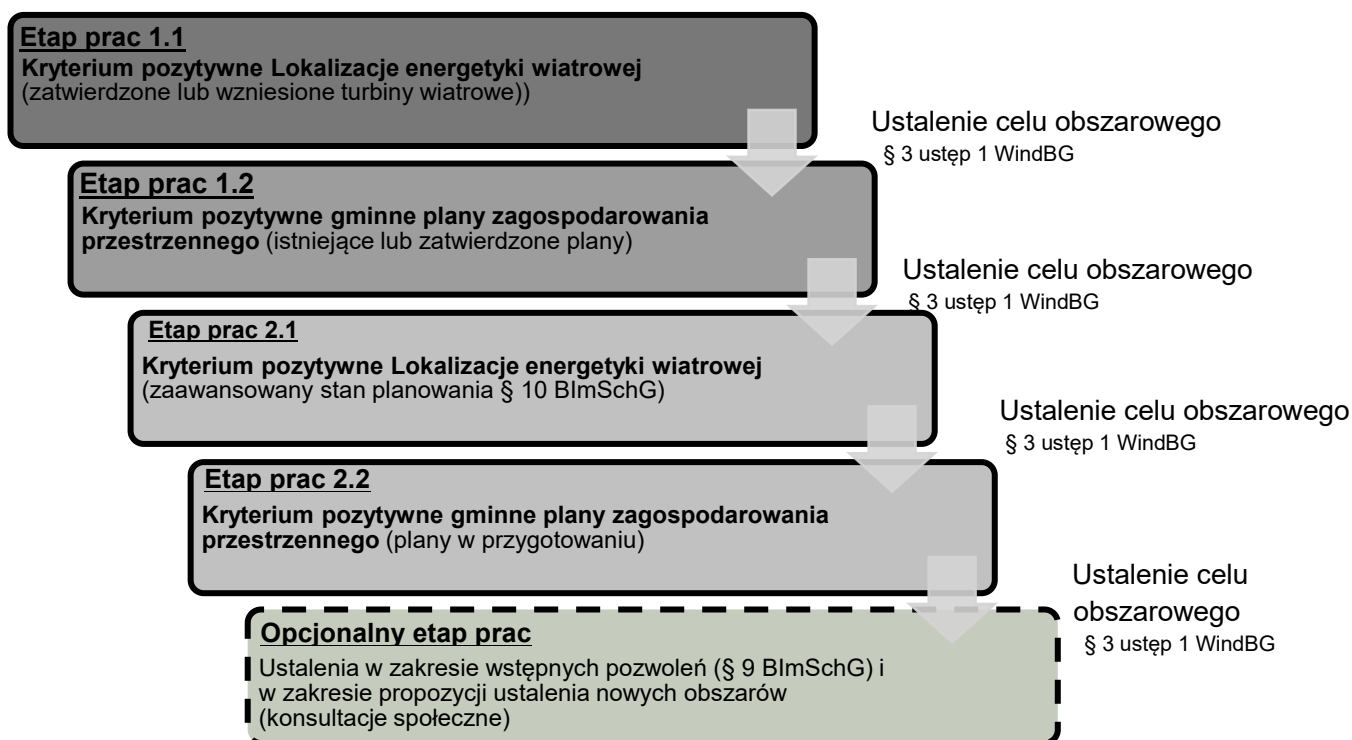 Etap prac 1.1
Kryterium pozytywne Lokalizacje energetyki wiatrowej
(zatwierdzone lub wzniesione turbiny wiatrowe))
Ustalenie celu obszarowego
§ 3 ustęp 1 WindBG
Etap prac 1.2
Kryterium pozytywne gminne plany zagospodarowania
przestrzennego (istniejące lub zatwierdzone plany)
Ustalenie celu obszarowego
§ 3 ustęp 1 WindBG
Etap prac 2.1
Kryterium pozytywne Lokalizacje energetyki wiatrowej
(zaawansowany stan planowania § 10 BImSchG)
Ustalenie celu obszarowego
§ 3 ustęp 1 WindBG
Etap prac 2.2
Kryterium pozytywne gminne plany zagospodarowania
przestrzennego (plany w przygotowaniu)
Ustalenie celu
obszarowego
§ 3 ustęp 1 WindBG
Opcjonalny etap prac
Ustalenia w zakresie wstępnych pozwoleń (§ 9 BImSchG) i
w zakresie propozycji ustalenia nowych obszarów
(konsultacje społeczne)